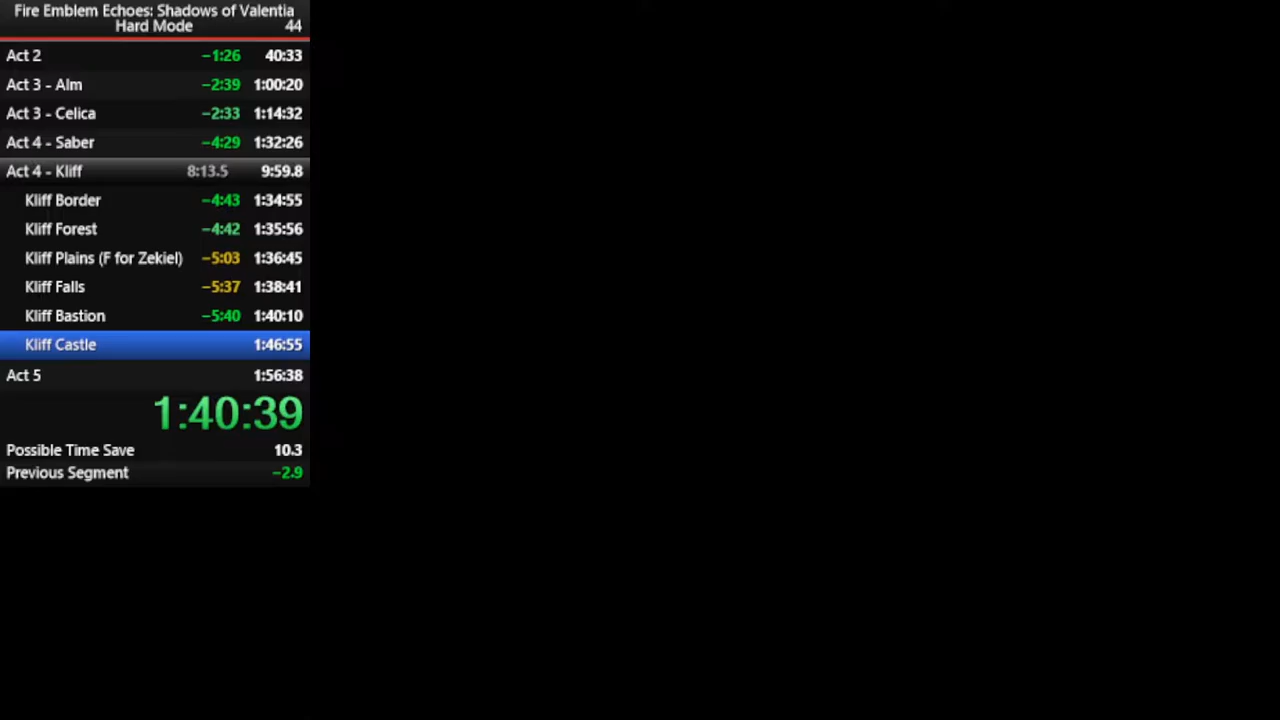 Fire Emblem Echoes: Shadows of Valentia
Hard Mode 44
Act 2 −1:26 40:33
Act 3 - Alm −2:39 1:00:20
Act 3 - Celica −2:33 1:14:32
Act 4 - Saber −4:29 1:32:26
Act 4 - Kliff 8:13.5 9:59.8
Kliff Border −4:43 1:34:55
Kliff Forest −4:42 1:35:56
Kliff Plains (F for Zekiel) −5:03 1:36:45
Kliff Falls −5:37 1:38:41
Kliff Bastion −5:40 1:40:10
Kliff Castle 1:46:55
Act 5 1:56:38
1:40:39
Possible Time Save 10.3
Previous Segment −2.9